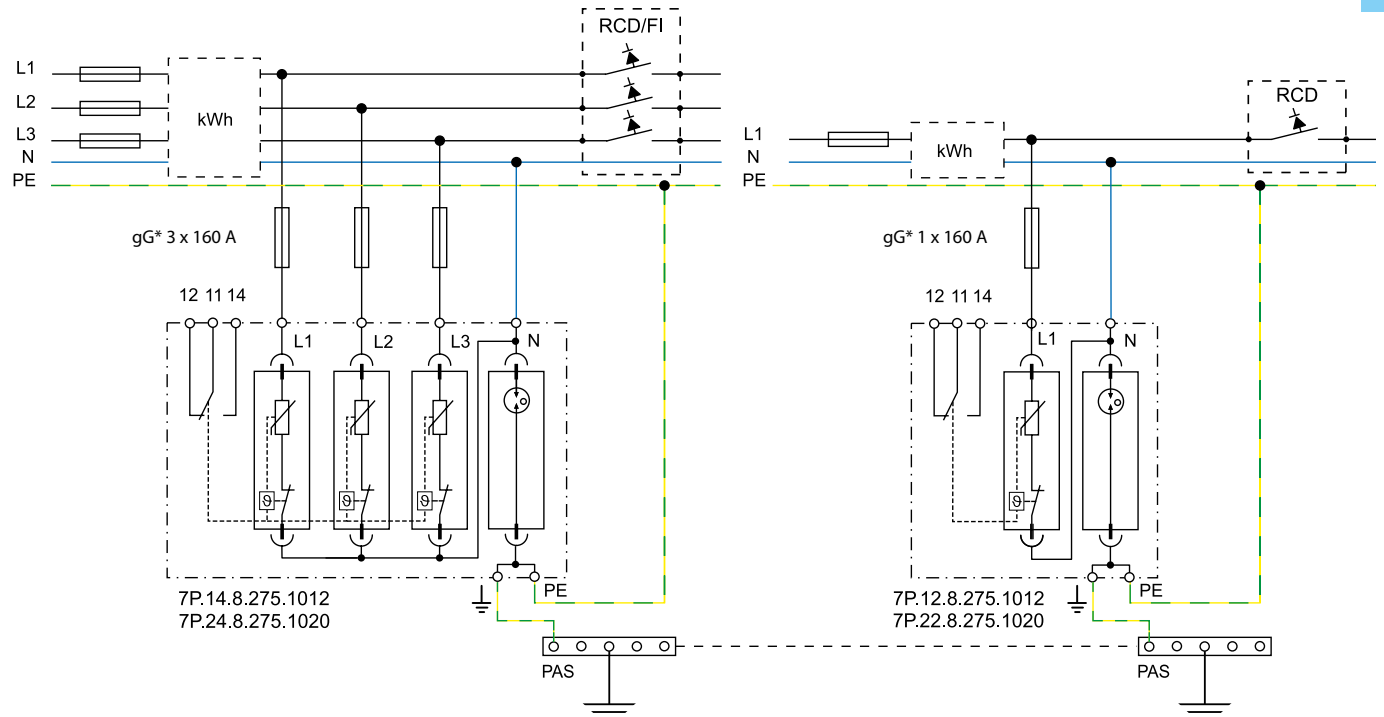 RCD/FI
L1
L2
kWh
L3
N
PE
gG* 3 x 160 A
12 11 14
L1
L2
L3
N
ϑ
ϑ
ϑ
PE
7P.14.8.275.1012
7P.24.8.275.1020
PAS
RCD
L1
kWh
N
PE
gG* 1 x 160 A
12 11 14
L1
N
ϑ
PE
7P.12.8.275.1012
7P.22.8.275.1020
PAS